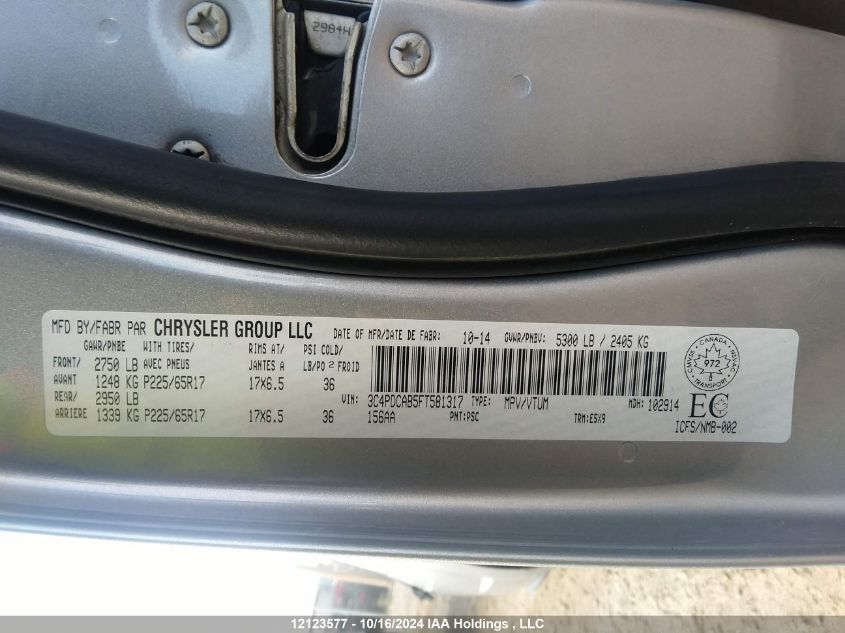 2984A
MFD BY/FABR PAR CHRYSLER GROUP LLC DATE OF MFR/DATE DE FABR: 10-14 GVWR/PNBV: 5300 LB / 2405 KG
GAWR/PNBE WITH TIRES/ RIMS AT/ PSI COLD/
FRONT/ 2750 LB AVEC PNEUS JANTES A LB/PO 2 FROID
AVANT 1248 KG P225/65R17 17X6.5 36
REAR/ 2950 LB VIN: 3C4PDCAB5FT581317 TYPE: MPV/VTUM MDH: 102914
ARRIERE 1339 KG P225/65R17 17X6.5 36 156AA PNT:PSC TRM:E5X9
CANADA
972
TRANSPORT
EC
ICFS/NMB-002
12123577 - 10/16/2024 IAA Holdings , LLC